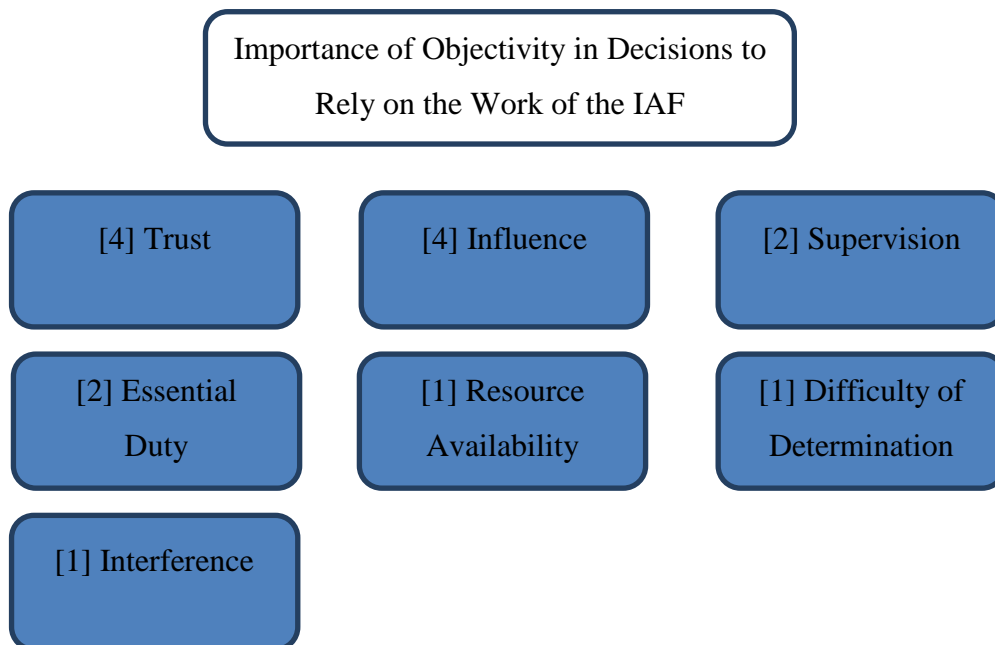 Importance of Objectivity in Decisions to
Rely on the Work of the IAF
[4] Trust
[4] Influence
[2] Supervision
[2] Essential
Duty
[1] Resource
Availability
[1] Difficulty of
Determination
[1] Interference